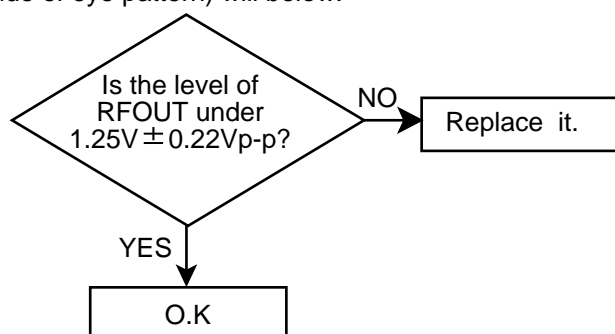 Is the level of
RFOUT under
1.25V±0.22Vp-p?
NO
Replace it.
YES
O.K